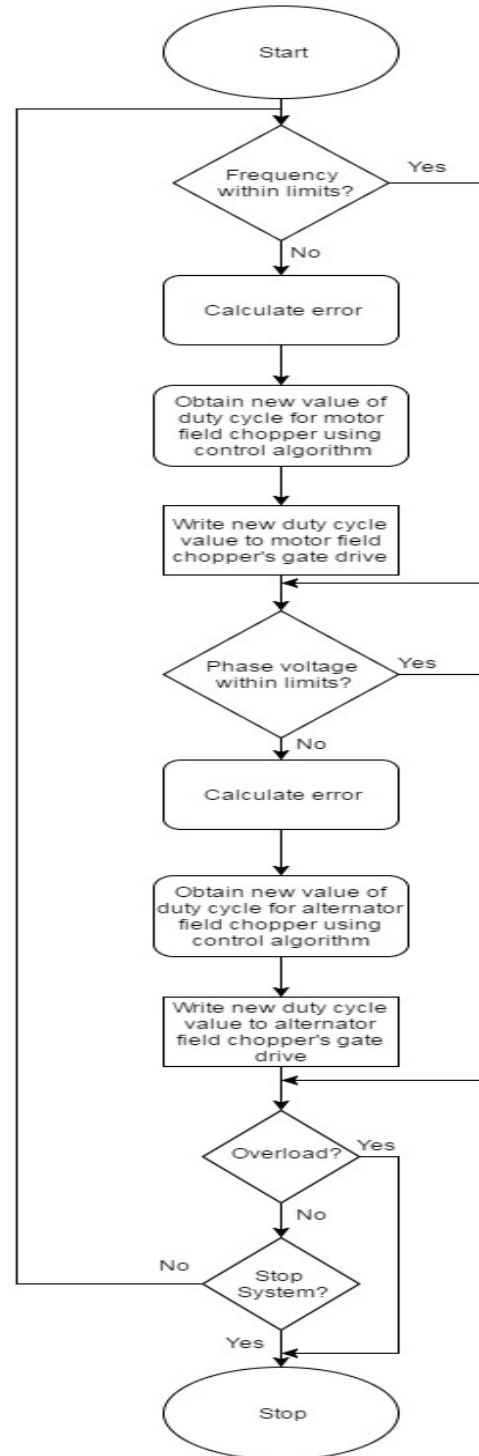 Start
Frequency
within limits?
Yes
No
Calculate error
Obtain new value of
duty cycle for motor
field chopper using
control algorithm
Write new duty cycle
value to motor field
chopper's gate drive
Phase voltage
within limits?
Yes
No
Calculate error
Obtain new value of
duty cycle for alternator
field chopper using
control algorithm
Write new duty cycle
value to alternator
field chopper's gate
drive
Overload?
Yes
No
Stop
System?
No
Yes
Stop